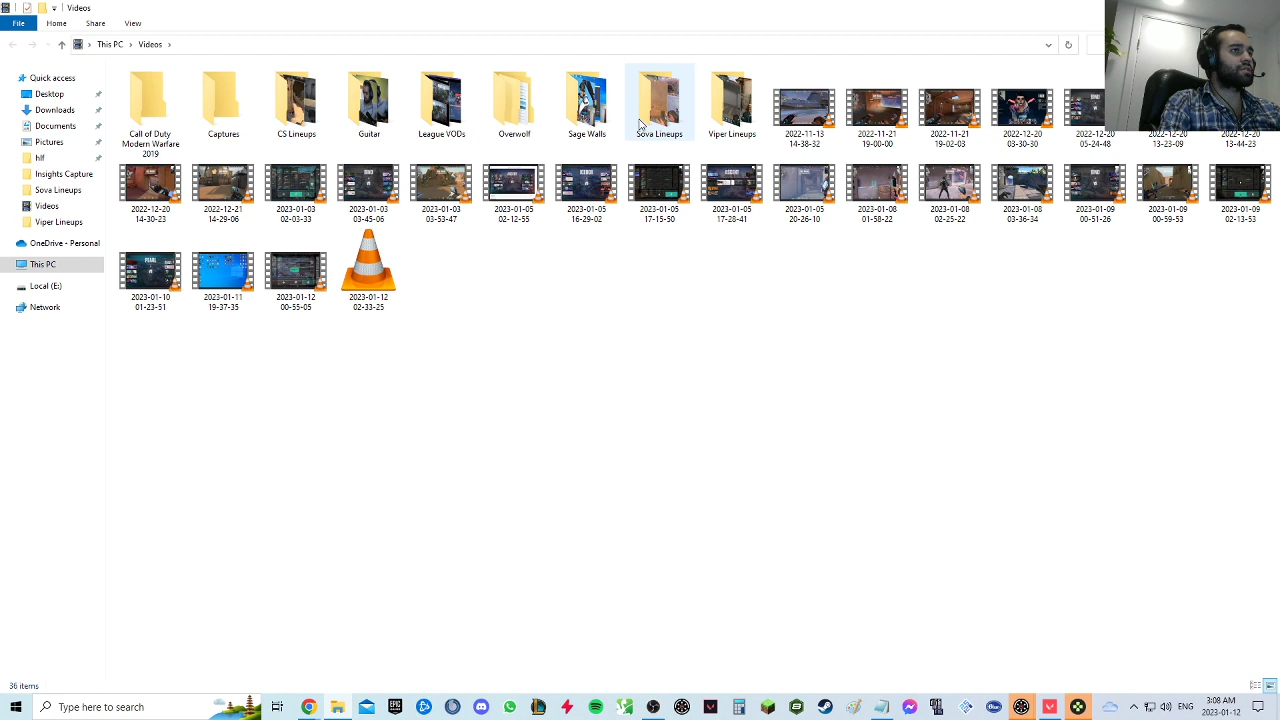 Videos
File
Home
Share
View
This PC
Videos
Quick access
Desktop
Downloads
Documents
Pictures
hlf
Insights Capture
Sova Lineups
Videos
Viper Lineups
OneDrive - Personal
This PC
Local (E:)
Network
Call of Duty
Modern Warfare
2019
Captures
CS Lineups
Guitar
League VODs
Overwolf
Sage Walls
Sova Lineups
Viper Lineups
2022-11-13
14-38-32
2022-11-21
19-00-00
2022-11-21
19-02-03
2022-12-20
03-30-30
2022-12-20
05-24-48
2022-12-20
13-23-09
2022-12-20
13-44-23
2022-12-20
14-30-23
2022-12-21
14-29-06
2023-01-03
02-03-33
2023-01-03
03-45-06
2023-01-03
03-53-47
2023-01-05
02-12-55
2023-01-05
16-29-02
2023-01-05
17-15-50
2023-01-05
17-28-41
2023-01-05
20-26-10
2023-01-08
01-58-22
2023-01-08
02-25-22
2023-01-08
03-36-34
2023-01-09
00-51-26
2023-01-09
00-59-53
2023-01-09
02-13-53
2023-01-10
01-23-51
2023-01-11
19-37-35
2023-01-12
00-55-05
2023-01-12
02-33-25
36 items
Type here to search
ENG
3:08 AM
2023-01-12